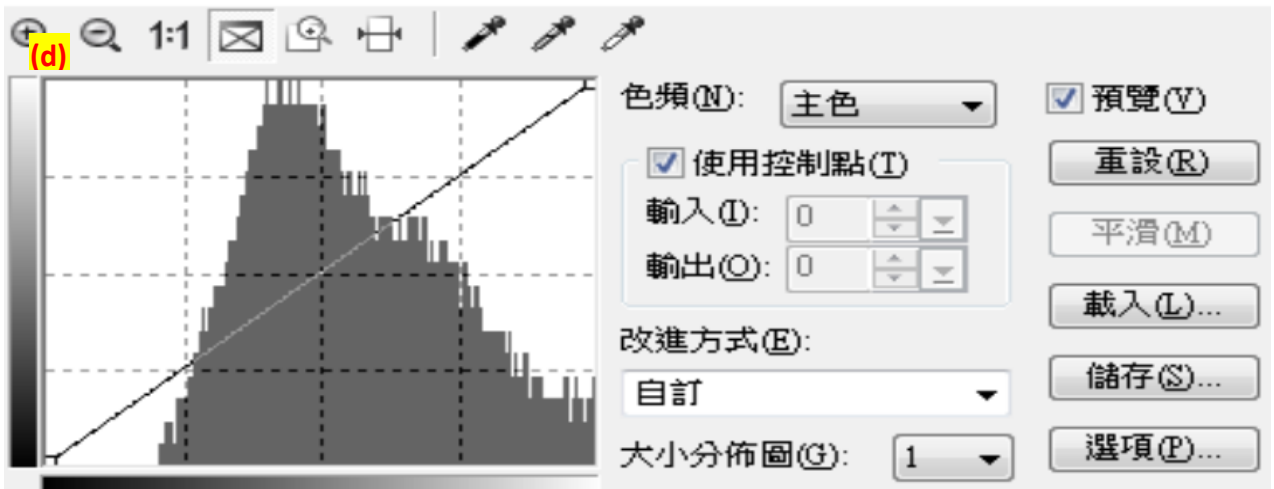 1:1
(d)
色頻(N): 主色
預覽(V)
使用控制點(T)
重設(R)
輸入(I): 0
平滑(M)
輸出(O): 0
載入(L)...
改進方式(E):
自訂
儲存(S)...
大小分佈圖(G): 1
選項(P)...